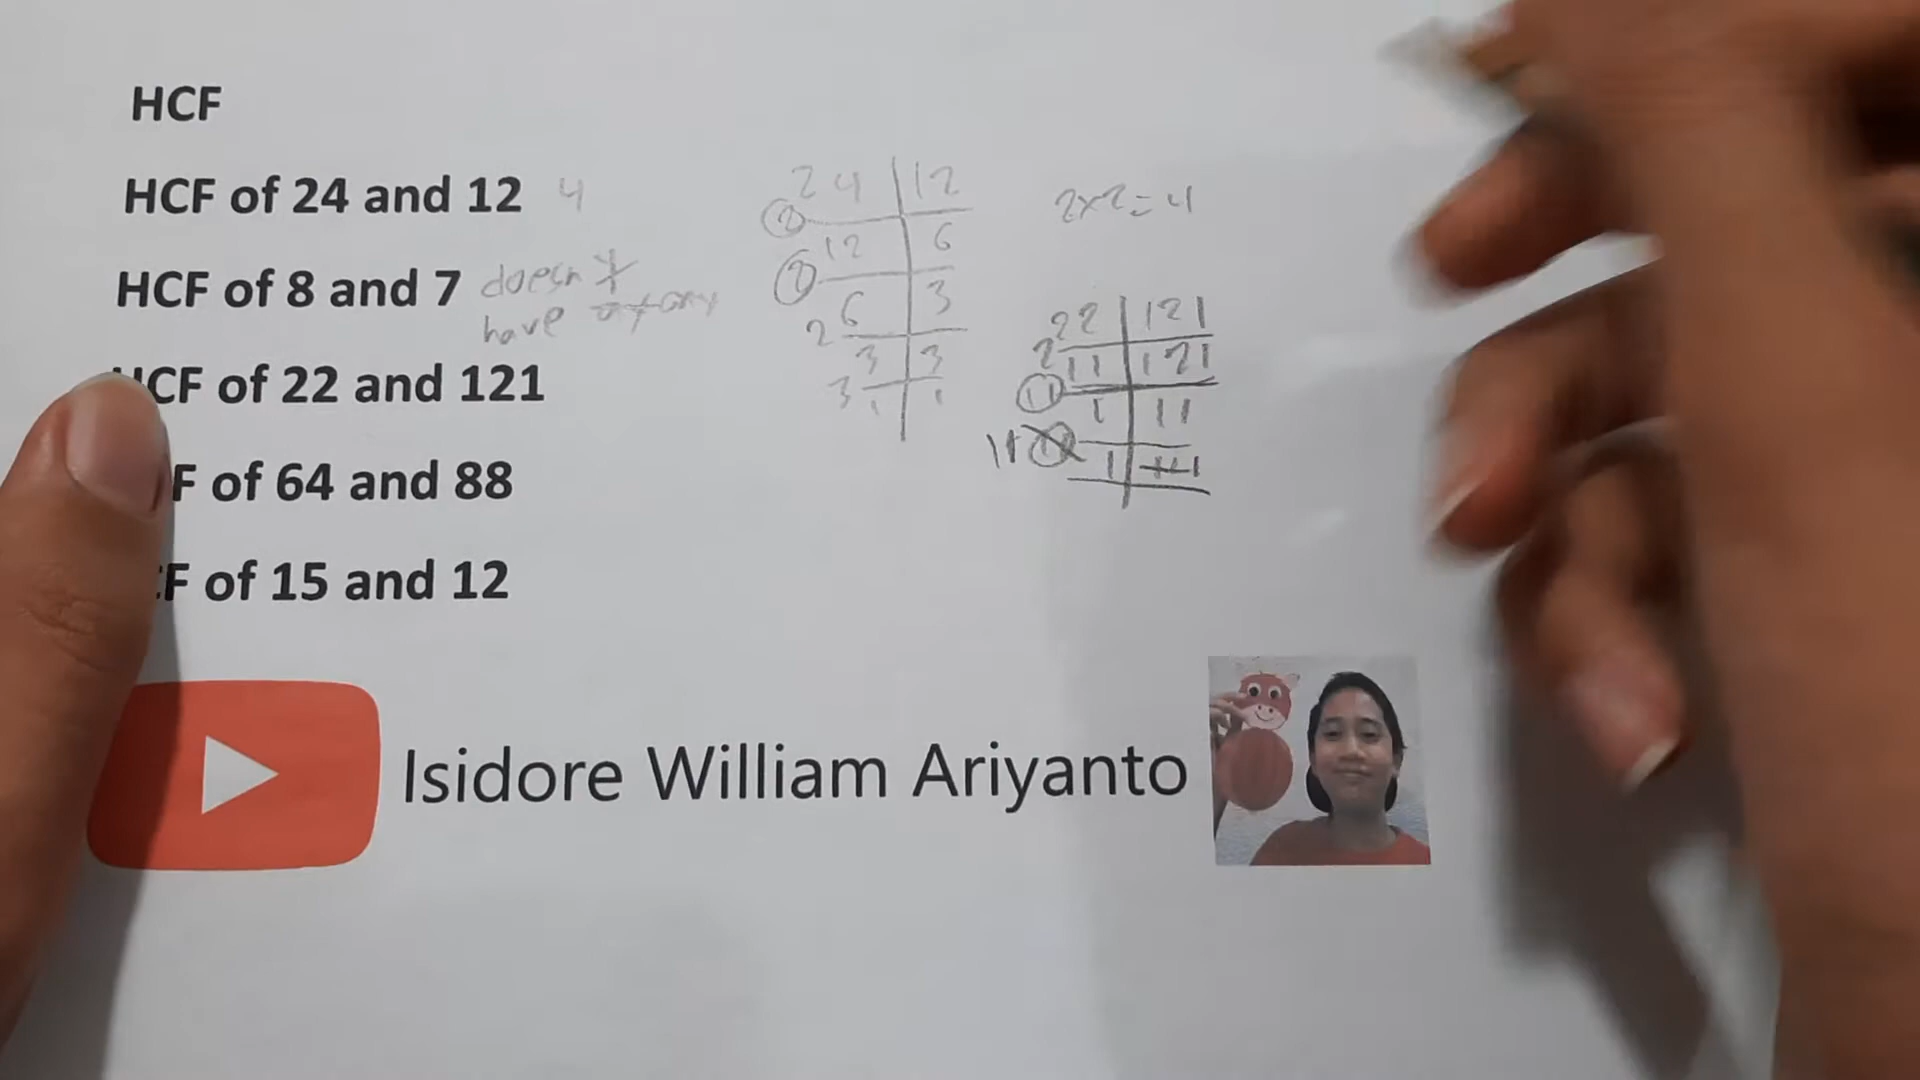 HCF
HCF of 24 and 12 4
HCF of 8 and 7 doesn't
have any
CF of 22 and 121
F of 64 and 88
F of 15 and 12
24 12
2
12 6
2
6 3
2
3 3
3
1 1
2x2=4
22 121
2
11 121
11
1 11
11
1 1
Isidore William Ariyanto